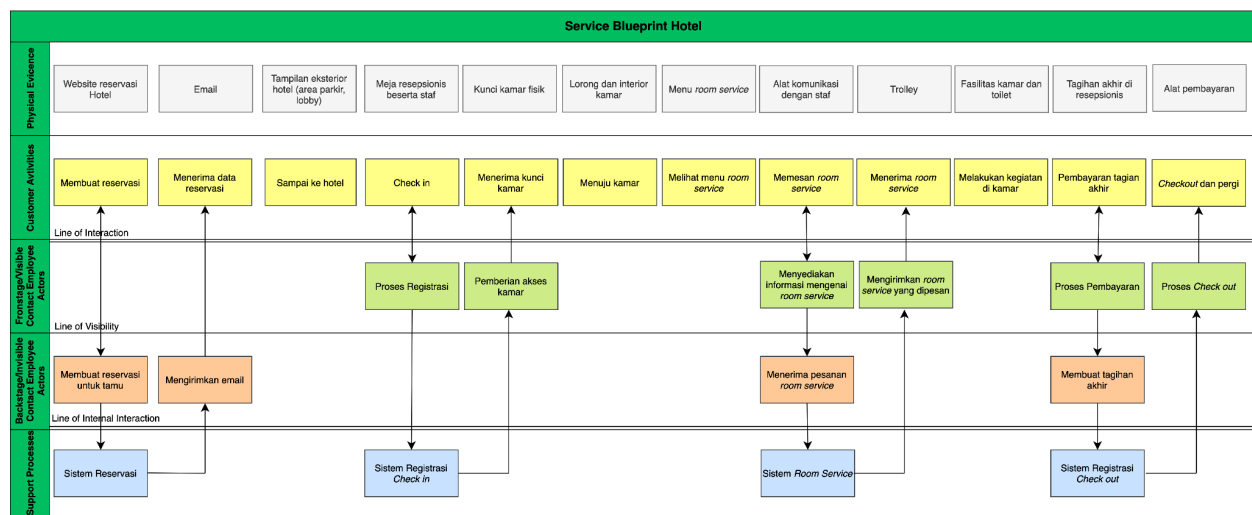 Service Blueprint Hotel
Physical Evicence
Website reservasi
Hotel
Email
Tampilan eksterior
hotel (area parkir,
lobby)
Meja resepsionis
beserta staf
Kunci kamar fisik
Lorong dan interior
kamar
Menu room service
Alat komunikasi
dengan staf
Trolley
Fasilitas kamar dan
toilet
Tagihan akhir di
resepsionis
Alat pembayaran
Customer Avtivities
Membuat reservasi
Menerima data
reservasi
Sampai ke hotel
Check in
Menerima kunci
kamar
Menuju kamar
Melihat menu room
service
Memesan room
service
Menerima room
service
Melakukan kegiatan
di kamar
Pembayaran tagian
akhir
Checkout dan pergi
Line of Interaction
Fronstage/Visible
Contact Employee
Actors
Proses Registrasi
Pemberian akses
kamar
Menyediakan
informasi mengenai
room service
Mengirimkan room
service yang dipesan
Proses Pembayaran
Proses Check out
Line of Visibility
Backstage/Invisible
Contact Employee
Actors
Membuat reservasi
untuk tamu
Mengirimkan email
Menerima pesanan
room service
Membuat tagihan
akhir
Line of Internal Interaction
Support Processes
Sistem Reservasi
Sistem Registrasi
Check in
Sistem Room Service
Sistem Registrasi
Check out